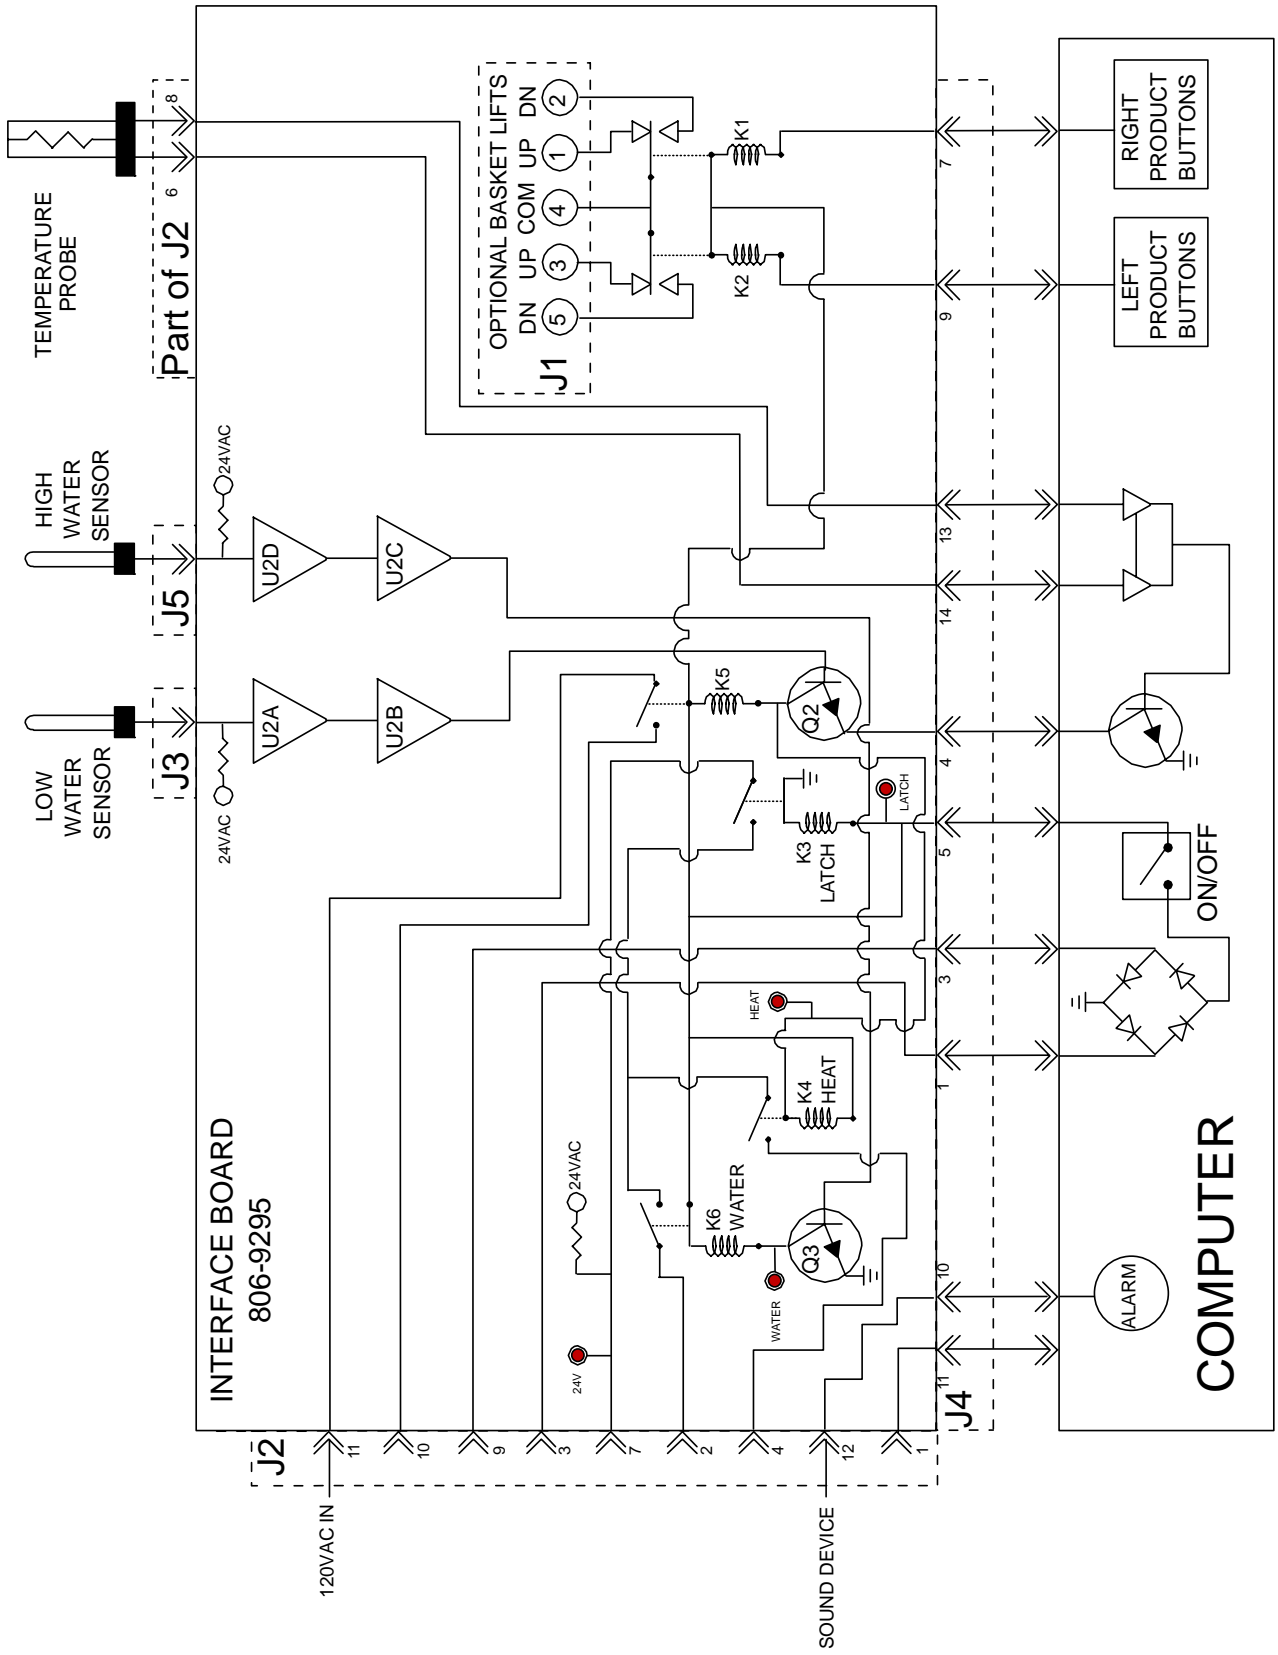 TEMPERATURE
PROBE
HIGH
WATER
SENSOR
LOW
WATER
SENSOR
8
6
Part of J2
J5
J3
24VAC
24VAC
U2D
U2C
U2A
U2B
INTERFACE BOARD
806-9295
OPTIONAL BASKET LIFTS
DN UP COM UP DN
5 3 4 1 2
J1
K1
K2
K5
Q2
K3
LATCH
LATCH
HEAT
K4
HEAT
K6
WATER
Q3
WATER
24VAC
24V
J2
11
10
9
3
7
2
4
12
1
120VAC IN
SOUND DEVICE
J4
11
10
1
3
5
4
14
13
9
7
RIGHT
PRODUCT
BUTTONS
LEFT
PRODUCT
BUTTONS
ON/OFF
ALARM
COMPUTER